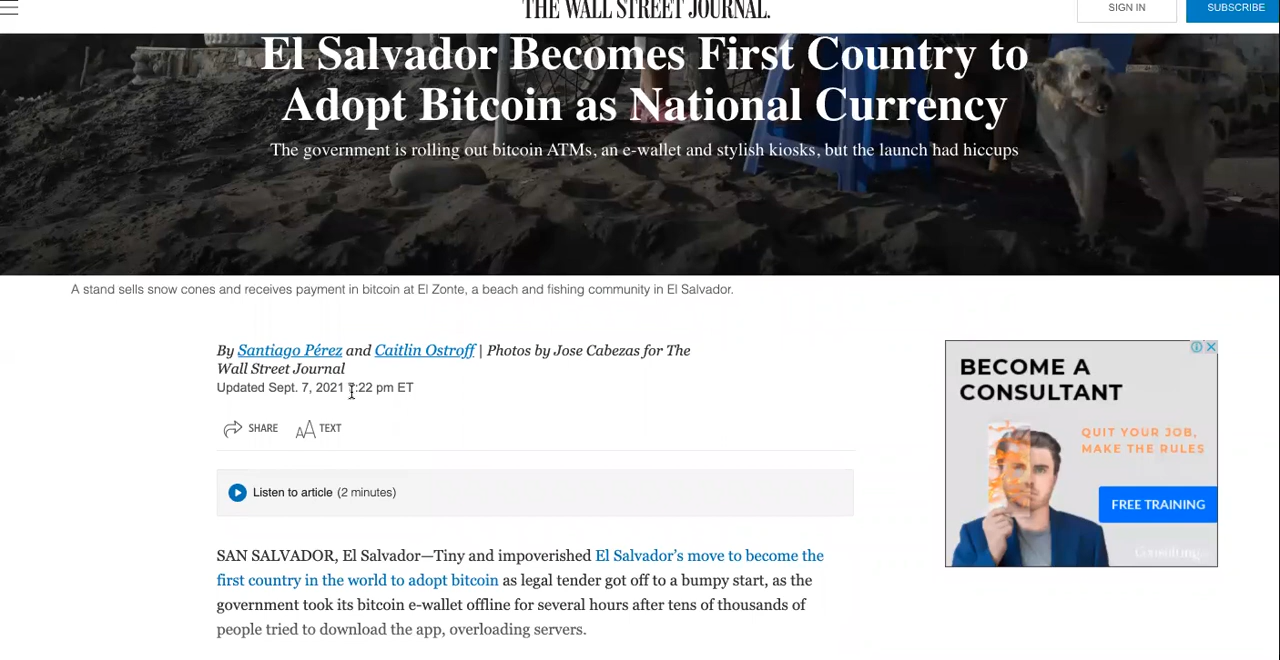 THE WALL STREET JOURNAL.
SIGN IN
SUBSCRIBE
El Salvador Becomes First Country to
Adopt Bitcoin as National Currency
The government is rolling out bitcoin ATMs, an e-wallet and stylish kiosks, but the launch had hiccups
A stand sells snow cones and receives payment in bitcoin at El Zonte, a beach and fishing community in El Salvador.
By Santiago Pérez and Caitlin Ostroff | Photos by Jose Cabezas for The
Wall Street Journal
Updated Sept. 7, 2021 :22 pm ET
SHARE
AA TEXT
Listen to article (2 minutes)
SAN SALVADOR, El Salvador—Tiny and impoverished El Salvador’s move to become the
first country in the world to adopt bitcoin as legal tender got off to a bumpy start, as the
government took its bitcoin e-wallet offline for several hours after tens of thousands of
people tried to download the app, overloading servers.
BECOME A
CONSULTANT
QUIT YOUR JOB,
MAKE THE RULES
FREE TRAINING